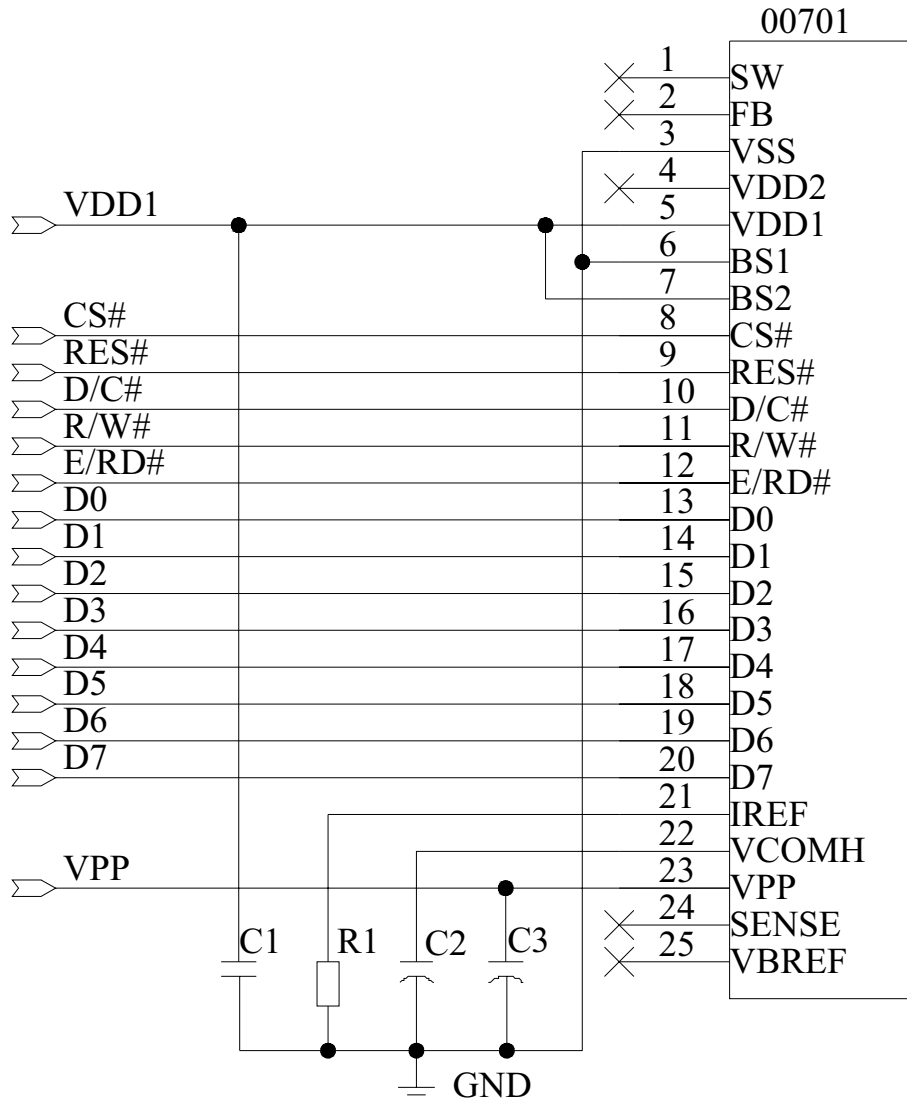 00701
1 SW
2 FB
3 VSS
4 VDD2
VDD1 5 VDD1
6 BS1
7 BS2
CS# 8 CS#
RES# 9 RES#
D/C# 10 D/C#
R/W# 11 R/W#
E/RD# 12 E/RD#
D0 13 D0
D1 14 D1
D2 15 D2
D3 16 D3
D4 17 D4
D5 18 D5
D6 19 D6
D7 20 D7
21 IREF
22 VCOMH
VPP 23 VPP
24 SENSE
C1 R1 C2 C3 25 VBREF
GND